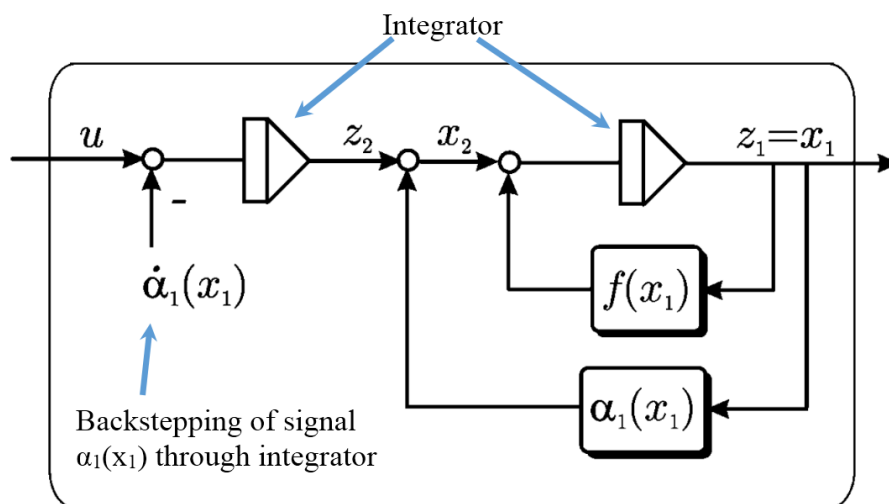 Integrator
u
z₂
x₂
z₁=x₁
-
α̇₁(x₁)
f(x₁)
α₁(x₁)
Backstepping of signal
α₁(x₁) through integrator